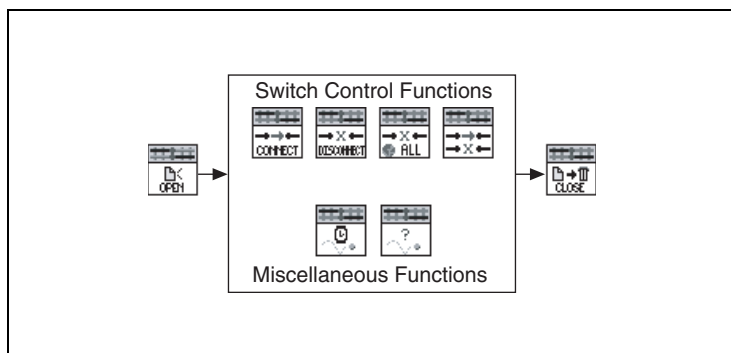 Switch Control Functions
CONNECT
DISCONNECT
X
ALL
X
X
OPEN
CLOSE
?
Miscellaneous Functions